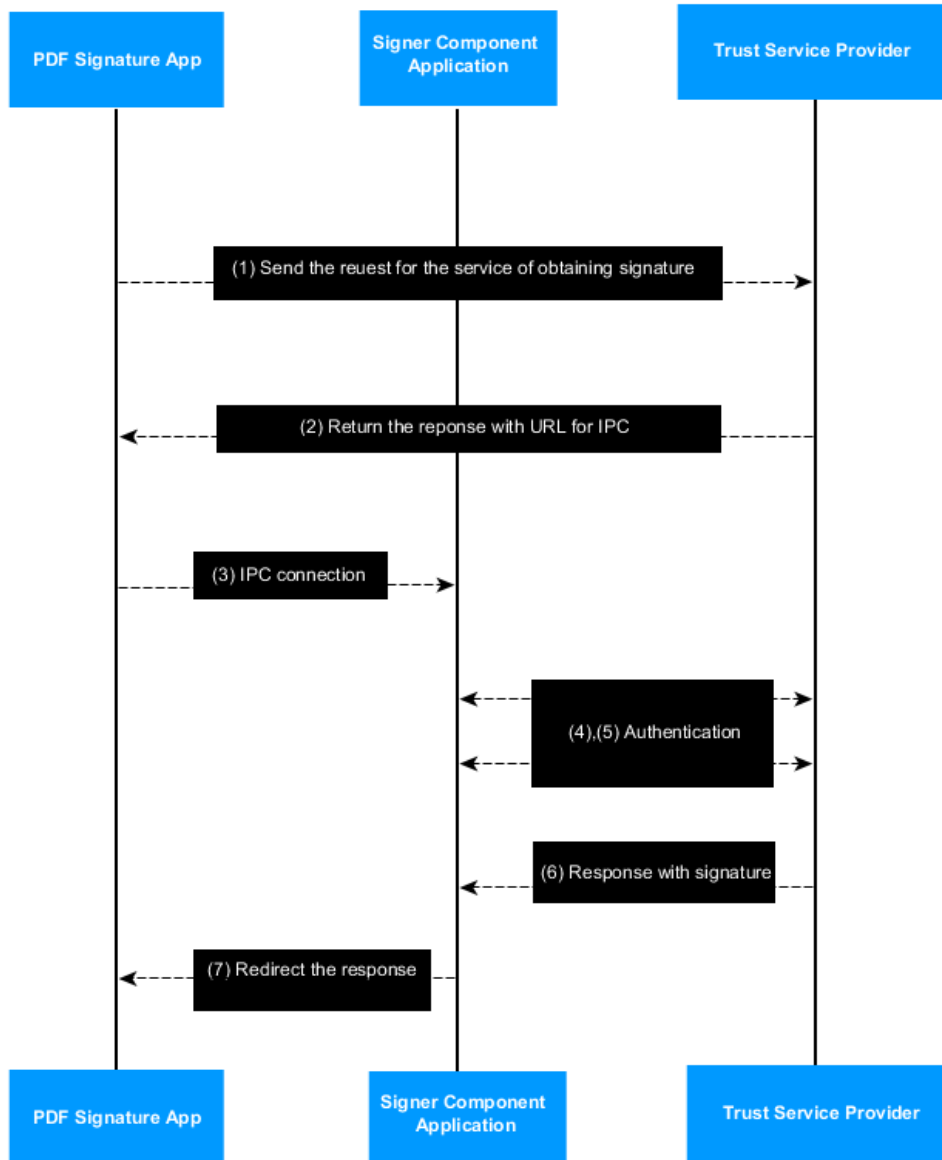 PDF Signature App
Signer Component
Application
Trust Service Provider
(1) Send the reuest for the service of obtaining signature
(2) Return the reponse with URL for IPC
(3) IPC connection
(4),(5) Authentication
(6) Response with signature
(7) Redirect the response
PDF Signature App
Signer Component
Application
Trust Service Provider